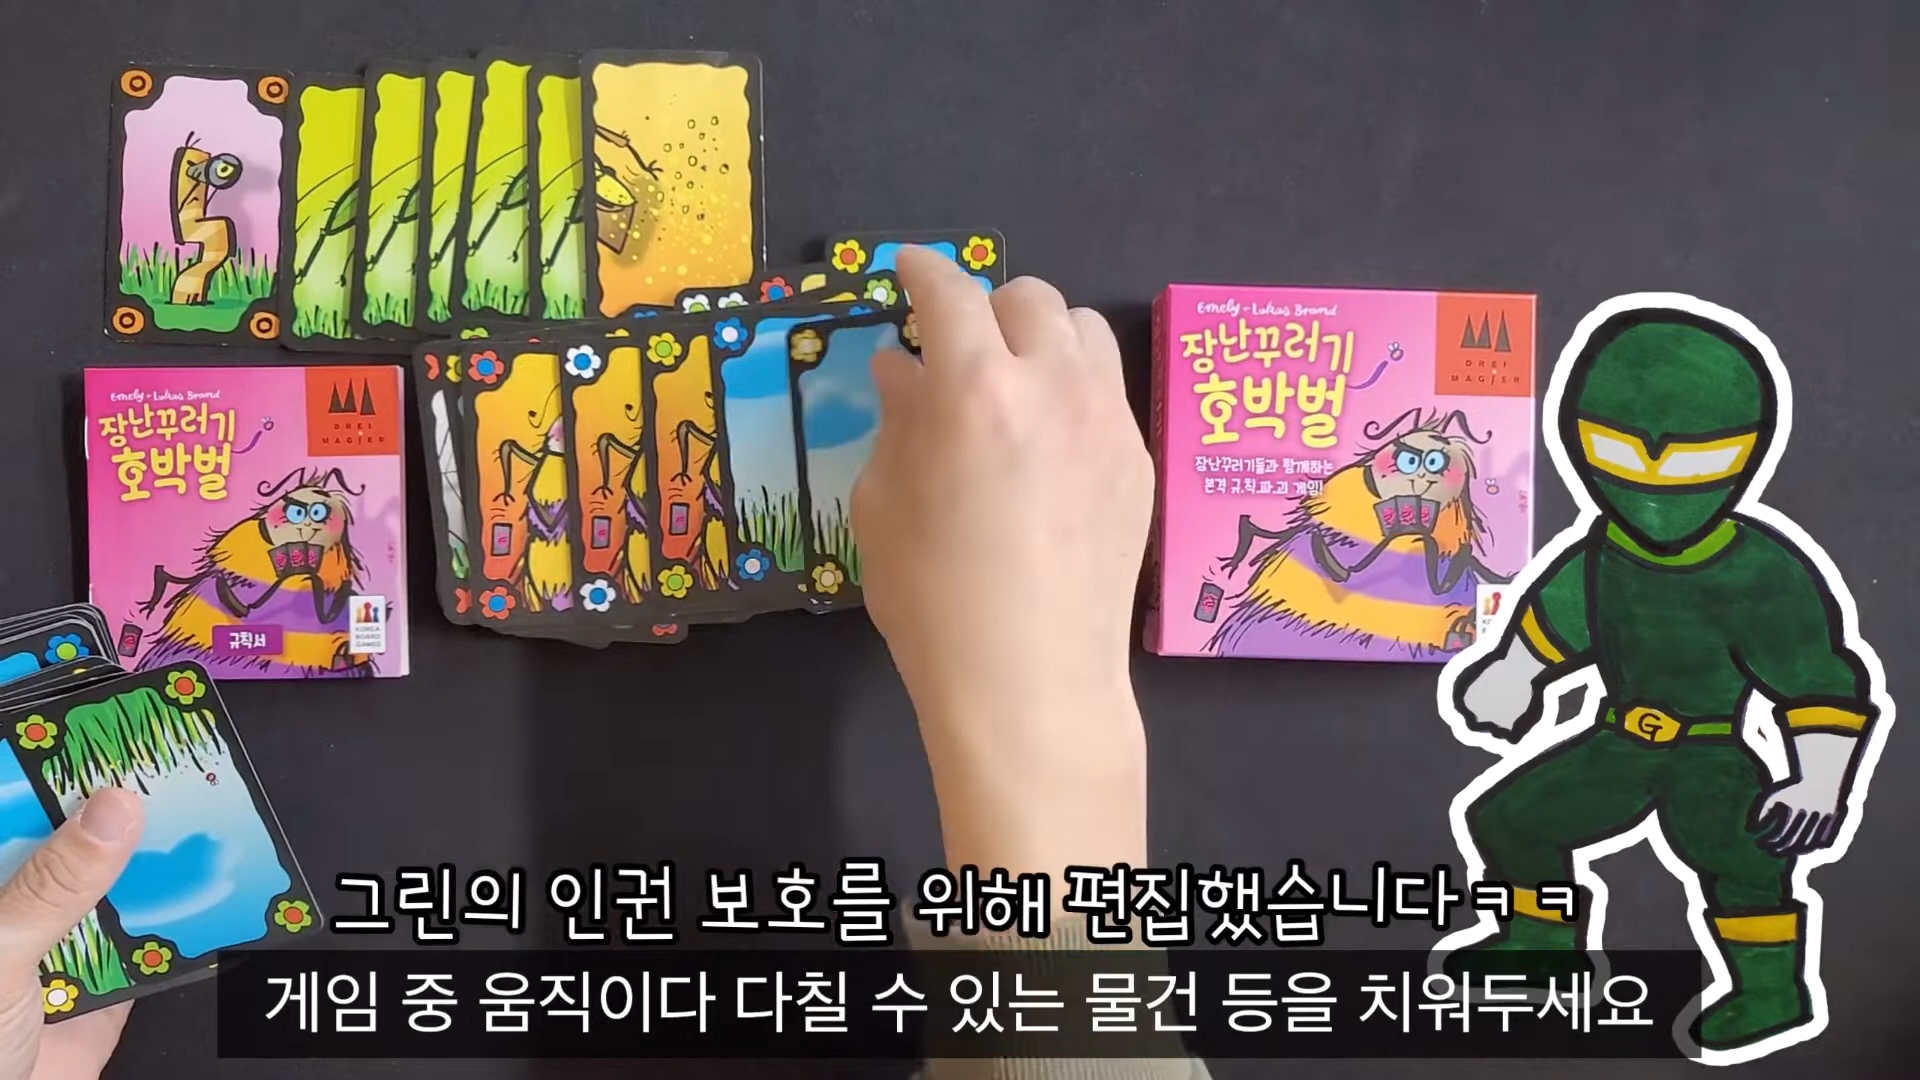 Emely + Lukas Brand
장난꾸러기
호박벌
DREI
MAGIER
규칙서
KOREA
BOARD
GAMES
Emely + Lukas Brand
장난꾸러기
호박벌
장난꾸러기들과 함께하는
본격 규.칙.파.괴 게임!
DREI
MAGIER
G
그린의 인권 보호를 위해 편집했습니다ㅋㅋ
게임 중 움직이다 다칠 수 있는 물건 등을 치워두세요